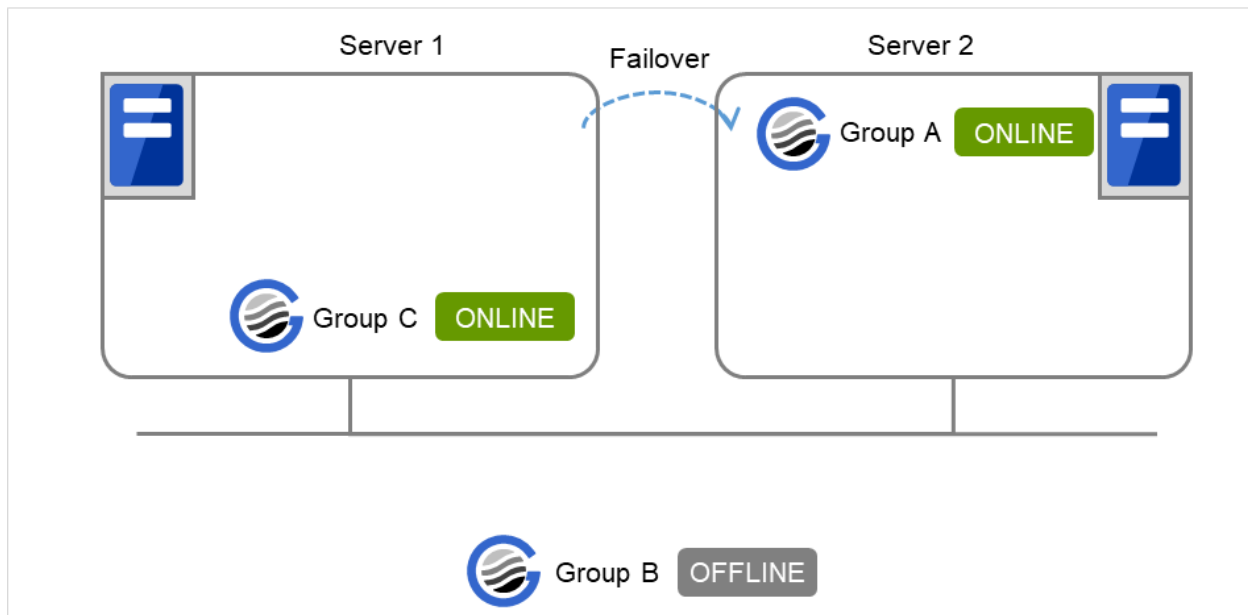 Server 1
Failover
Server 2
Group A ONLINE
Group C ONLINE
Group B OFFLINE